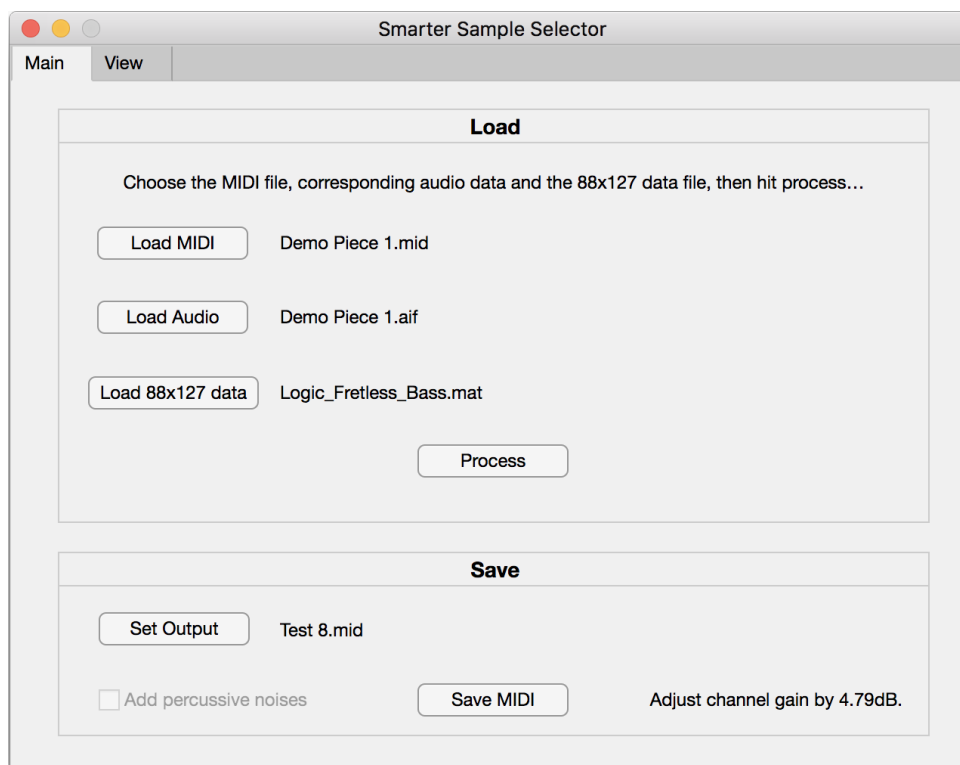 Smarter Sample Selector
Main View
Load
Choose the MIDI file, corresponding audio data and the 88x127 data file, then hit process…
Load MIDI Demo Piece 1.mid
Load Audio Demo Piece 1.aif
Load 88x127 data Logic_Fretless_Bass.mat
Process
Save
Set Output Test 8.mid
Add percussive noises Save MIDI Adjust channel gain by 4.79dB.